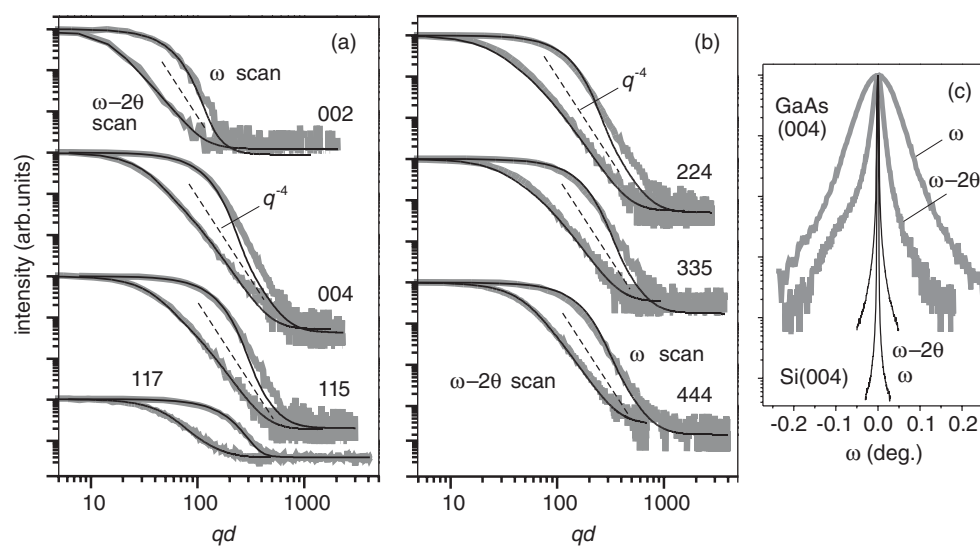 (a)
ω scan
ω−2θ
scan
002
q-4
004
117
115
10
100
1000
qd
intensity (arb.units)
(b)
q-4
224
335
ω scan
ω−2θ scan
444
10
100
1000
qd
(c)
GaAs
(004)
ω
ω−2θ
ω−2θ
Si(004)
ω
-0.2 -0.1 0.0 0.1 0.2
ω (deg.)